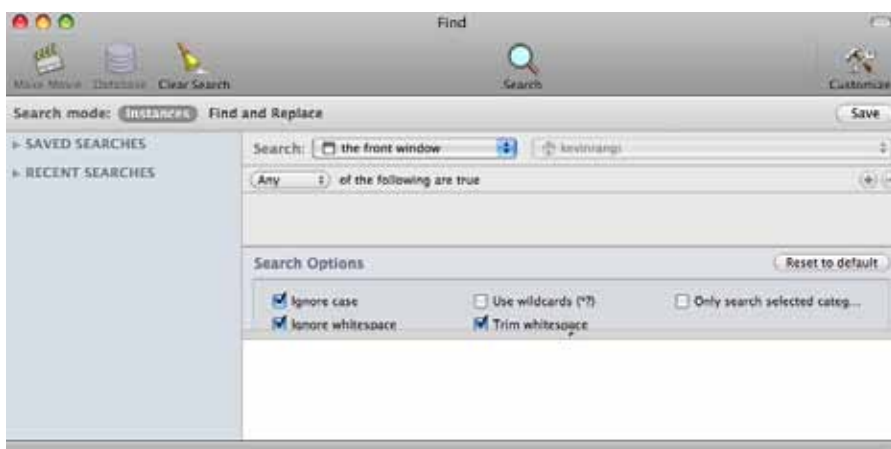 Find
Make Movie Database Clear Search Search Customize
Search mode: Instances Find and Replace Save
SAVED SEARCHES
RECENT SEARCHES
Search: the front window kevinrangi
Any of the following are true
Search Options Reset to default
Ignore case Use wildcards (*?) Only search selected categ...
Ignore whitespace Trim whitespace